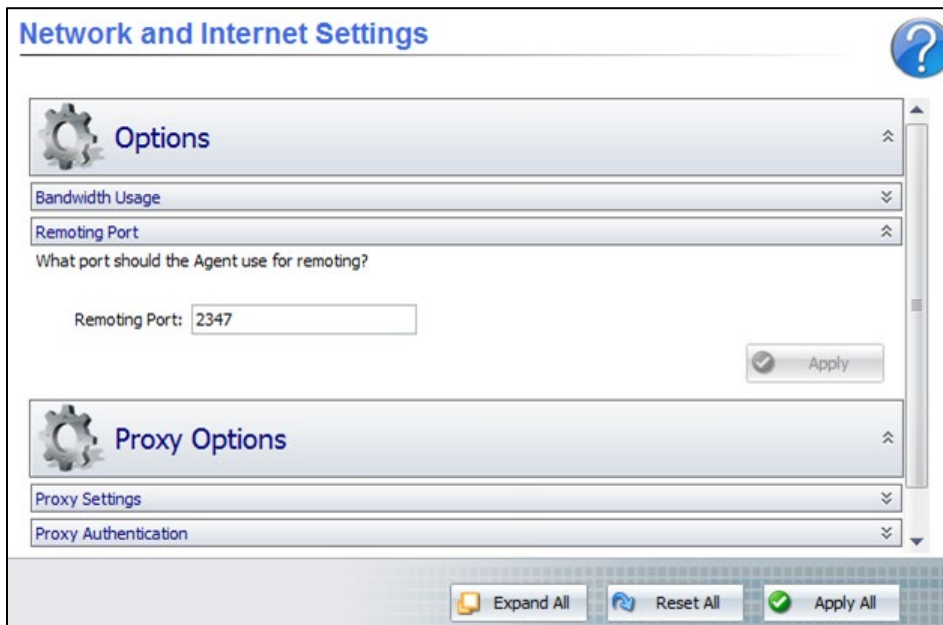 Network and Internet Settings
?
Options
Bandwidth Usage
Remoting Port
What port should the Agent use for remoting?
Remoting Port: 2347
Apply
Proxy Options
Proxy Settings
Proxy Authentication
Expand All Reset All Apply All